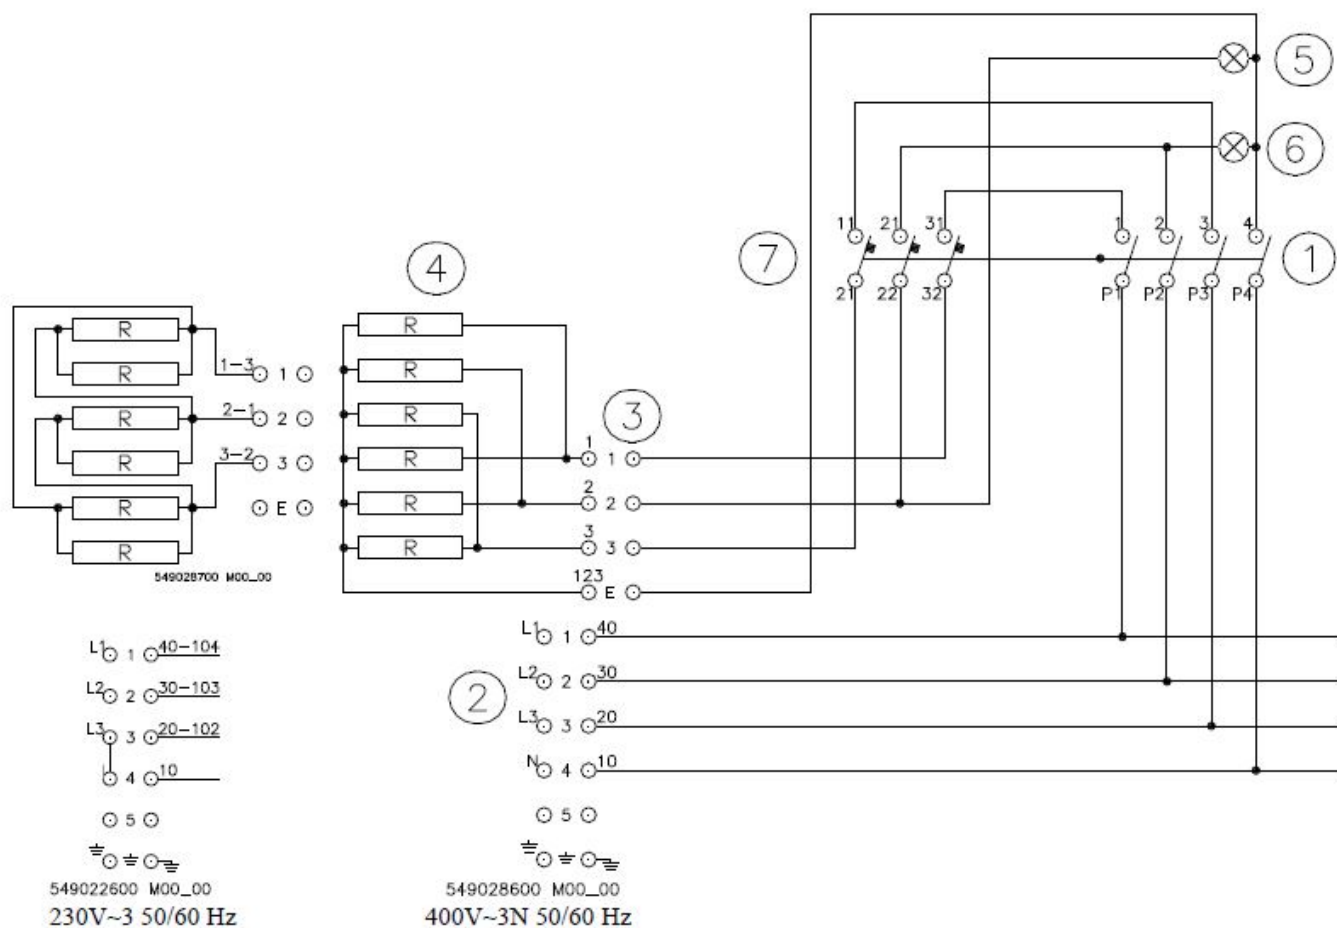 5
6
11 21 31 1 2 3 4
7
1
21 22 32 P1 P2 P3 P4
4
R
R
R
R
R
R
1-3 1
2-1 2
3-2 3
E
549028700 M00_00
R
R
R
R
R
R
3
1 1
2 2
3 3
123 E
L1 1 40-104
L2 2 30-103
L3 3 20-102
4 10
5
549022600 M00_00
230V~3 50/60 Hz
2
L1 1 40
L2 2 30
L3 3 20
N 4 10
5
549028600 M00_00
400V~3N 50/60 Hz